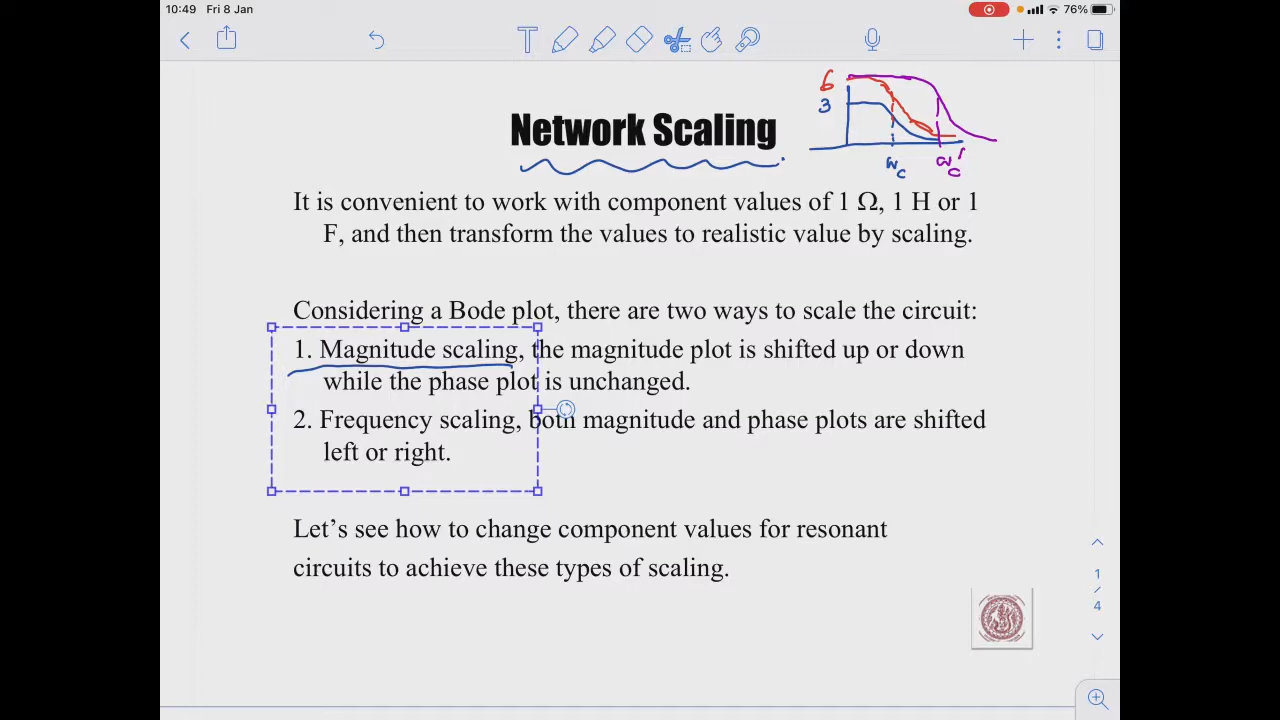 10:49 Fri 8 Jan
76%
T
6
3
Network Scaling
ωc
ωc'
It is convenient to work with component values of 1 Ω, 1 H or 1
F, and then transform the values to realistic value by scaling.
Considering a Bode plot, there are two ways to scale the circuit:
1. Magnitude scaling, the magnitude plot is shifted up or down
while the phase plot is unchanged.
2. Frequency scaling, both magnitude and phase plots are shifted
left or right.
Let’s see how to change component values for resonant
circuits to achieve these types of scaling.
1
/
4